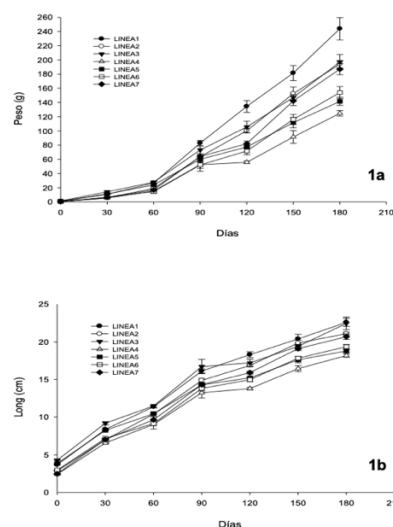 260
240
220
200
180
160
140
120
100
80
60
40
20
0
Peso (g)
LINEA1
LINEA2
LINEA3
LINEA4
LINEA5
LINEA6
LINEA7
1a
0 30 60 90 120 150 180 210
Días
25
20
15
10
5
0
Long (cm)
LINEA1
LINEA2
LINEA3
LINEA4
LINEA5
LINEA6
LINEA7
1b
0 30 60 90 120 150 180 210
Días